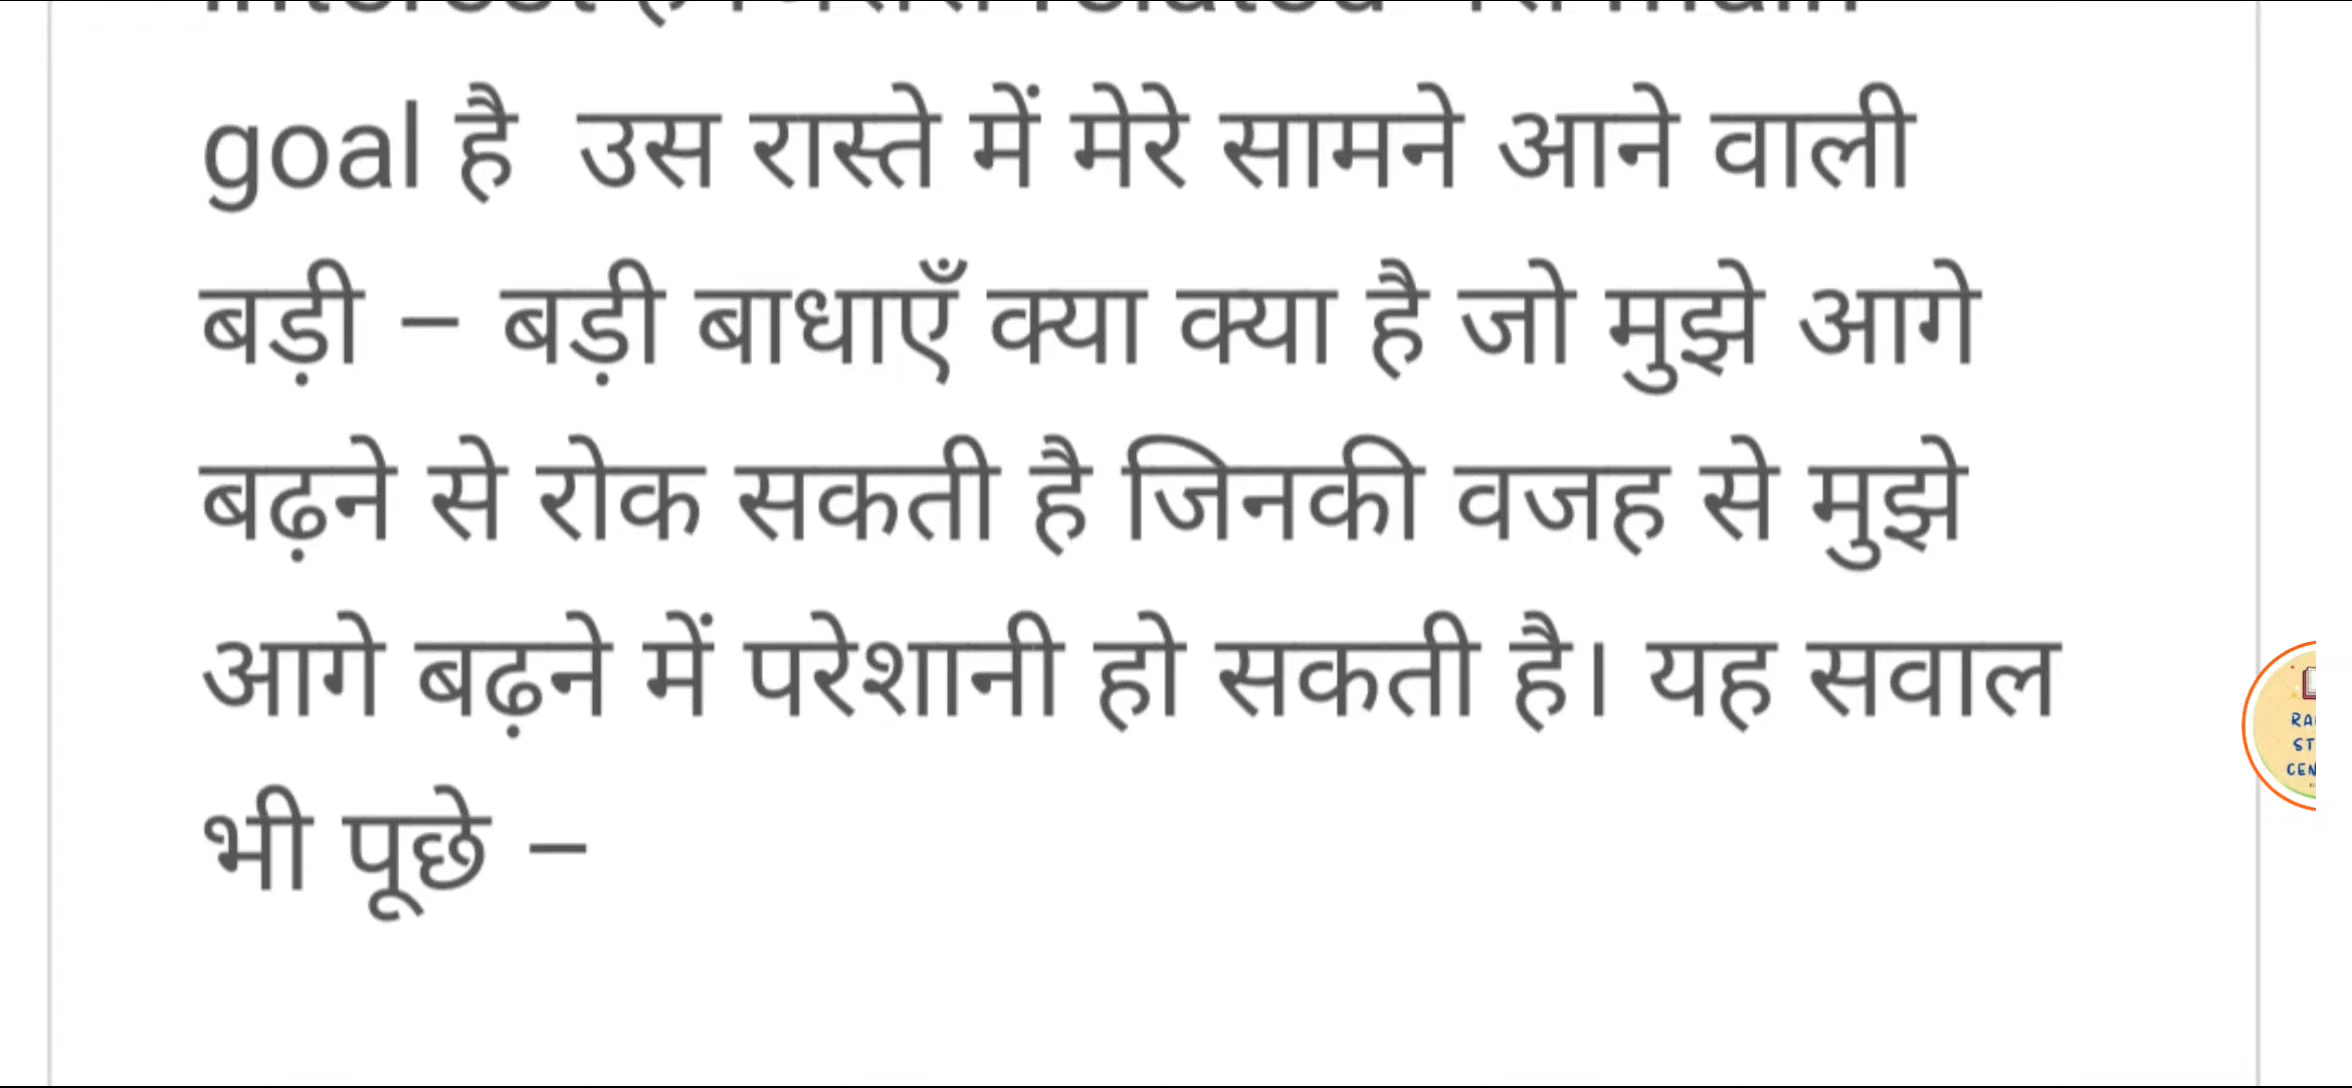 goal है उस रास्ते में मेरे सामने आने वाली
बड़ी – बड़ी बाधाएँ क्या क्या है जो मुझे आगे
बढ़ने से रोक सकती है जिनकी वजह से मुझे
आगे बढ़ने में परेशानी हो सकती है। यह सवाल
भी पूछे –